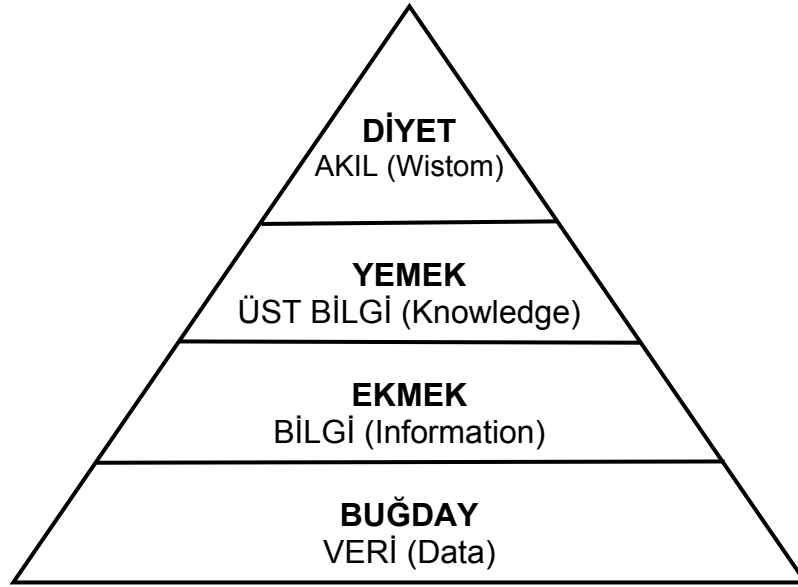 DİYET
AKIL (Wistom)
YEMEK
ÜST BİLGİ (Knowledge)
EKMEK
BİLGİ (Information)
BUĞDAY
VERİ (Data)